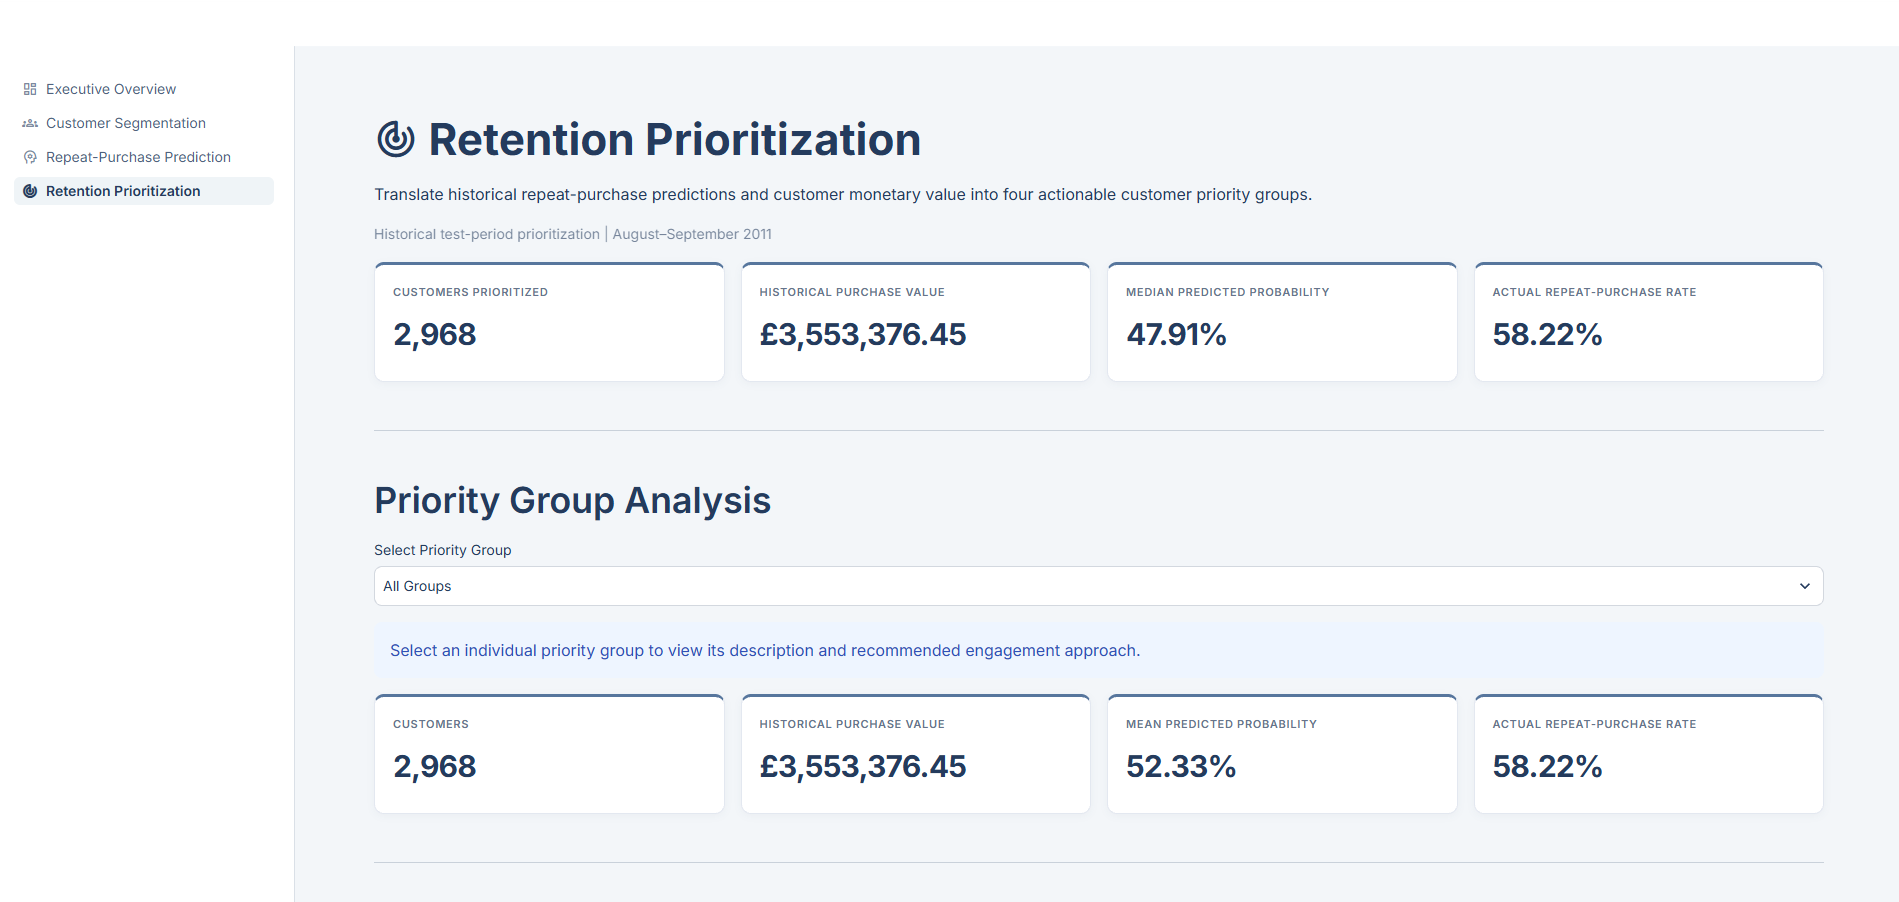 Executive Overview
Customer Segmentation
Repeat-Purchase Prediction
Retention Prioritization
Retention Prioritization
Translate historical repeat-purchase predictions and customer monetary value into four actionable customer priority groups.
Historical test-period prioritization | August–September 2011
CUSTOMERS PRIORITIZED
2,968
HISTORICAL PURCHASE VALUE
£3,553,376.45
MEDIAN PREDICTED PROBABILITY
47.91%
ACTUAL REPEAT-PURCHASE RATE
58.22%
Priority Group Analysis
Select Priority Group
All Groups
Select an individual priority group to view its description and recommended engagement approach.
CUSTOMERS
2,968
HISTORICAL PURCHASE VALUE
£3,553,376.45
MEAN PREDICTED PROBABILITY
52.33%
ACTUAL REPEAT-PURCHASE RATE
58.22%